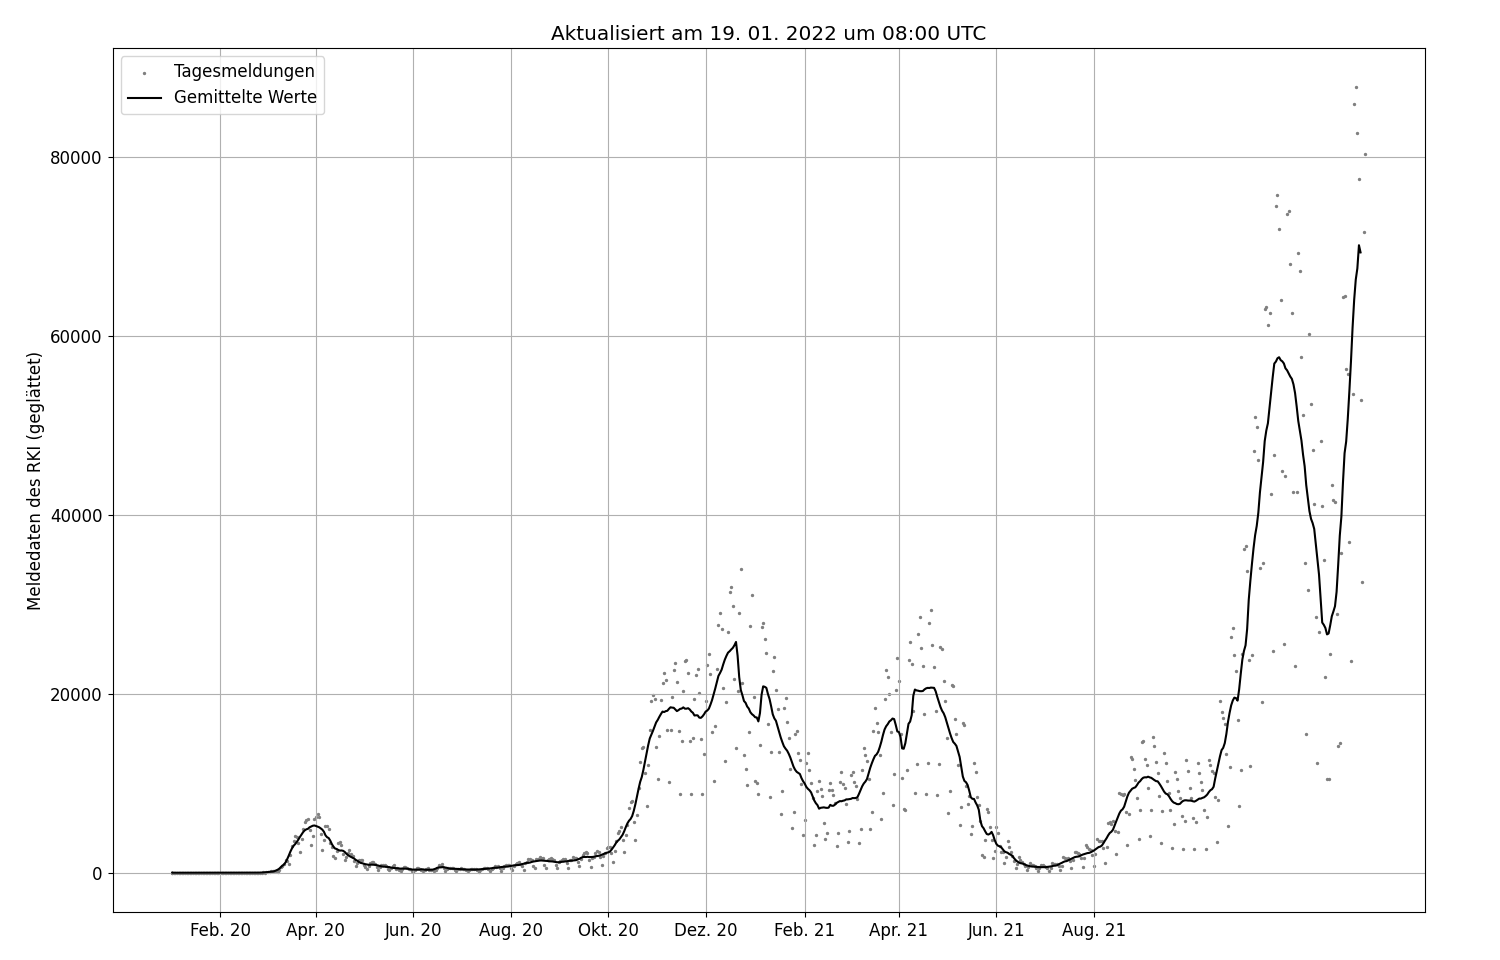 Aktualisiert am 19. 01. 2022 um 08:00 UTC
Tagesmeldungen
Gemittelte Werte
Meldedaten des RKI (geglättet)
80000
60000
40000
20000
0
Feb. 20
Apr. 20
Jun. 20
Aug. 20
Okt. 20
Dez. 20
Feb. 21
Apr. 21
Jun. 21
Aug. 21